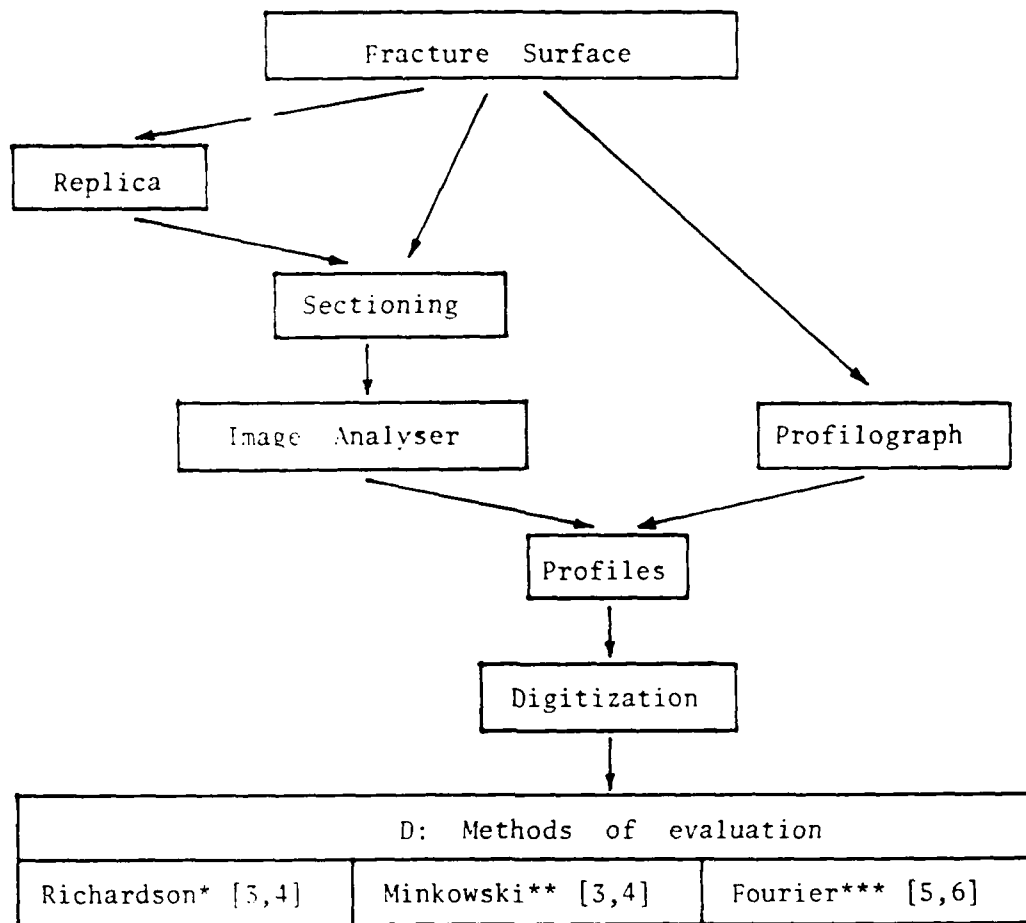 Fracture Surface
Replica
Sectioning
Image Analyser
Profilograph
Profiles
Digitization
D: Methods of evaluation
Richardson* [3,4]
Minkowski** [3,4]
Fourier*** [5,6]